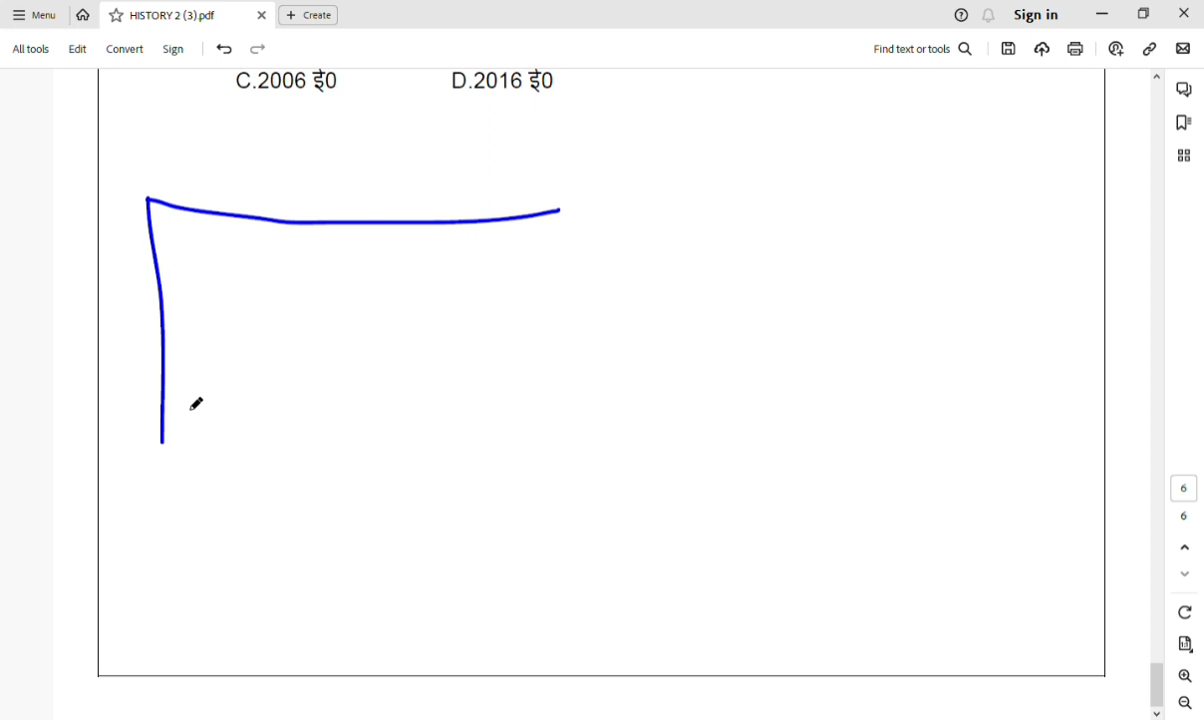 Menu HISTORY 2 (3).pdf Create Sign in
All tools Edit Convert Sign Find text or tools
C.2006 ई0 D.2016 ई0
6
6